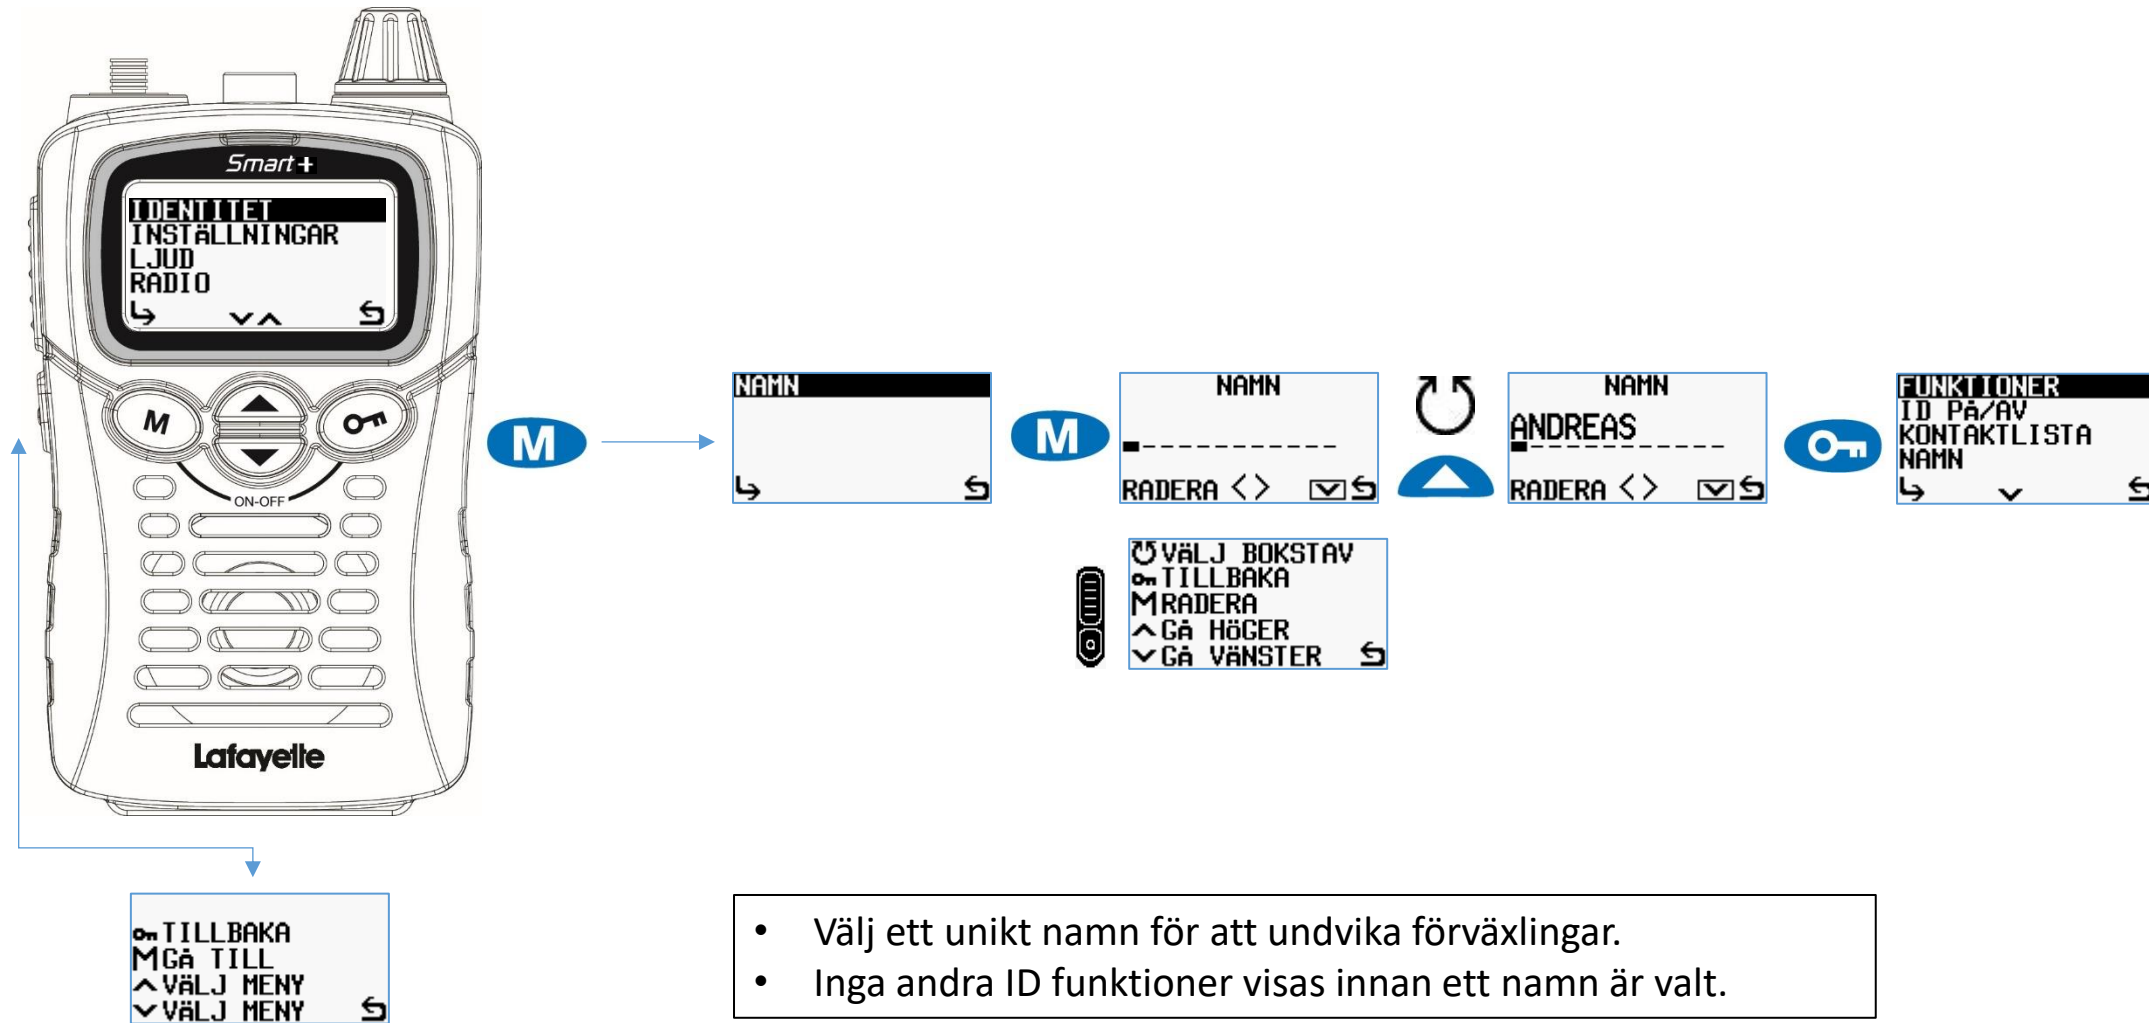 Smart+
IDENTITET
INSTÄLLNINGAR
LJUD
RADIO
M
ON-OFF
Lafayette
M
NAMN
M
NAMN
RADERA < >
ANDREAS
NAMN
RADERA < >
FUNKTIONER
ID PÅ/AV
KONTAKTLISTA
NAMN
VÄLJ BOKSTAV
TILLBAKA
M RADERA
GÅ HÖGER
GÅ VÄNSTER
TILLBAKA
M GÅ TILL
VÄLJ MENY
VÄLJ MENY
• Välj ett unikt namn för att undvika förväxlingar.
• Inga andra ID funktioner visas innan ett namn är valt.